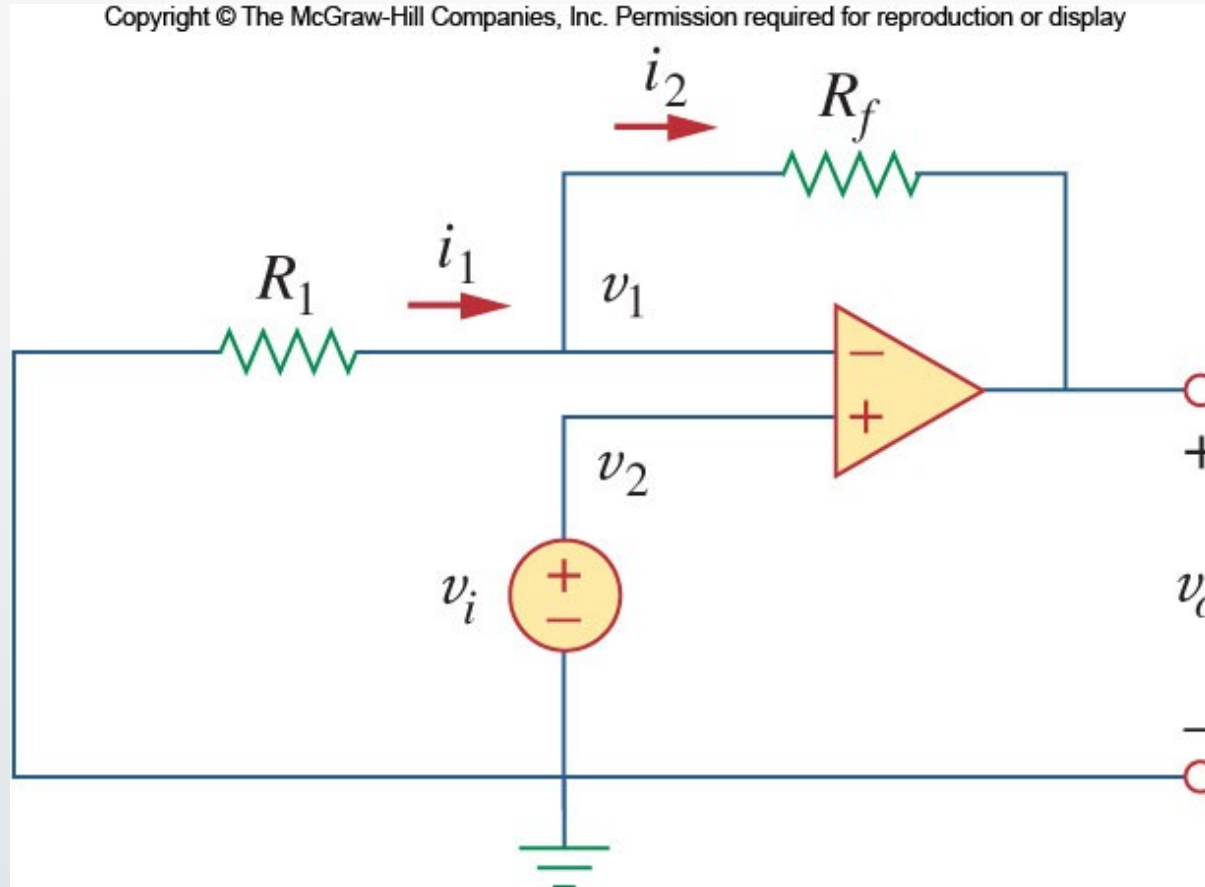 Copyright © The McGraw-Hill Companies, Inc. Permission required for reproduction or display
i2
Rf
i1
R1
v1
−
+
v2
+
+
vi
−
−